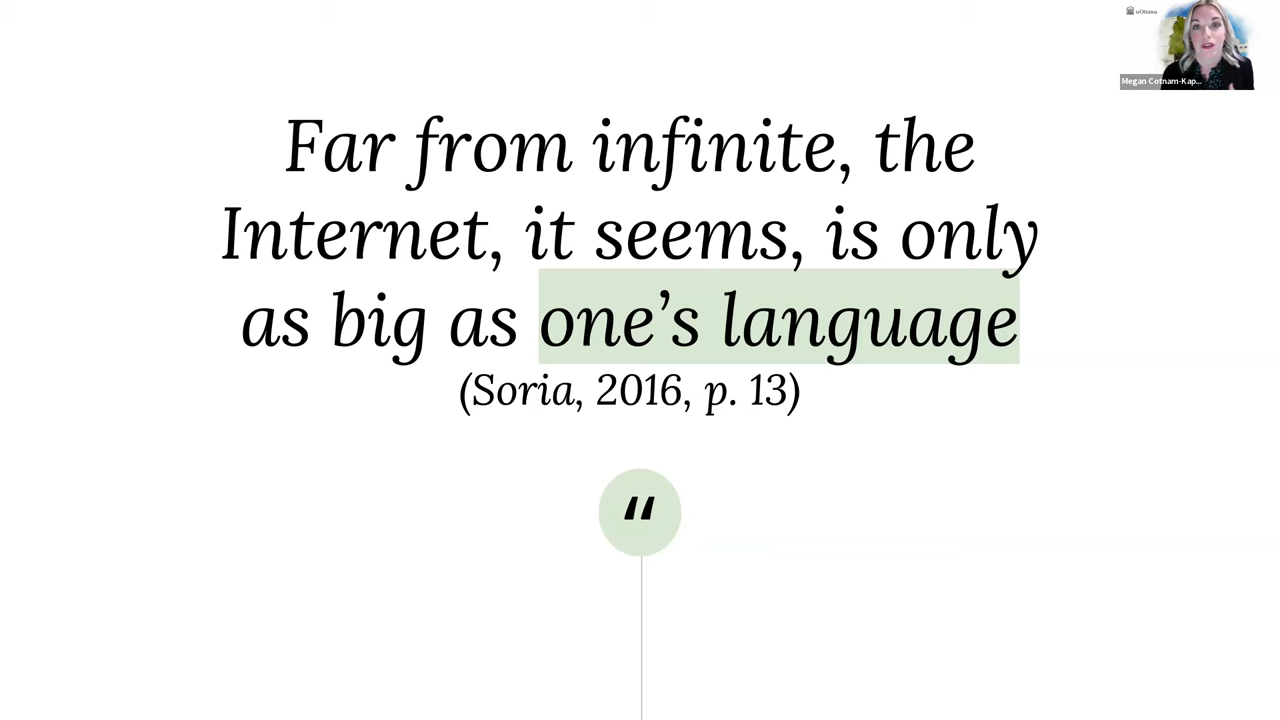 uOttawa
Megan Cotnam-Kap...
Far from infinite, the
Internet, it seems, is only
as big as one’s language
(Soria, 2016, p. 13)
“